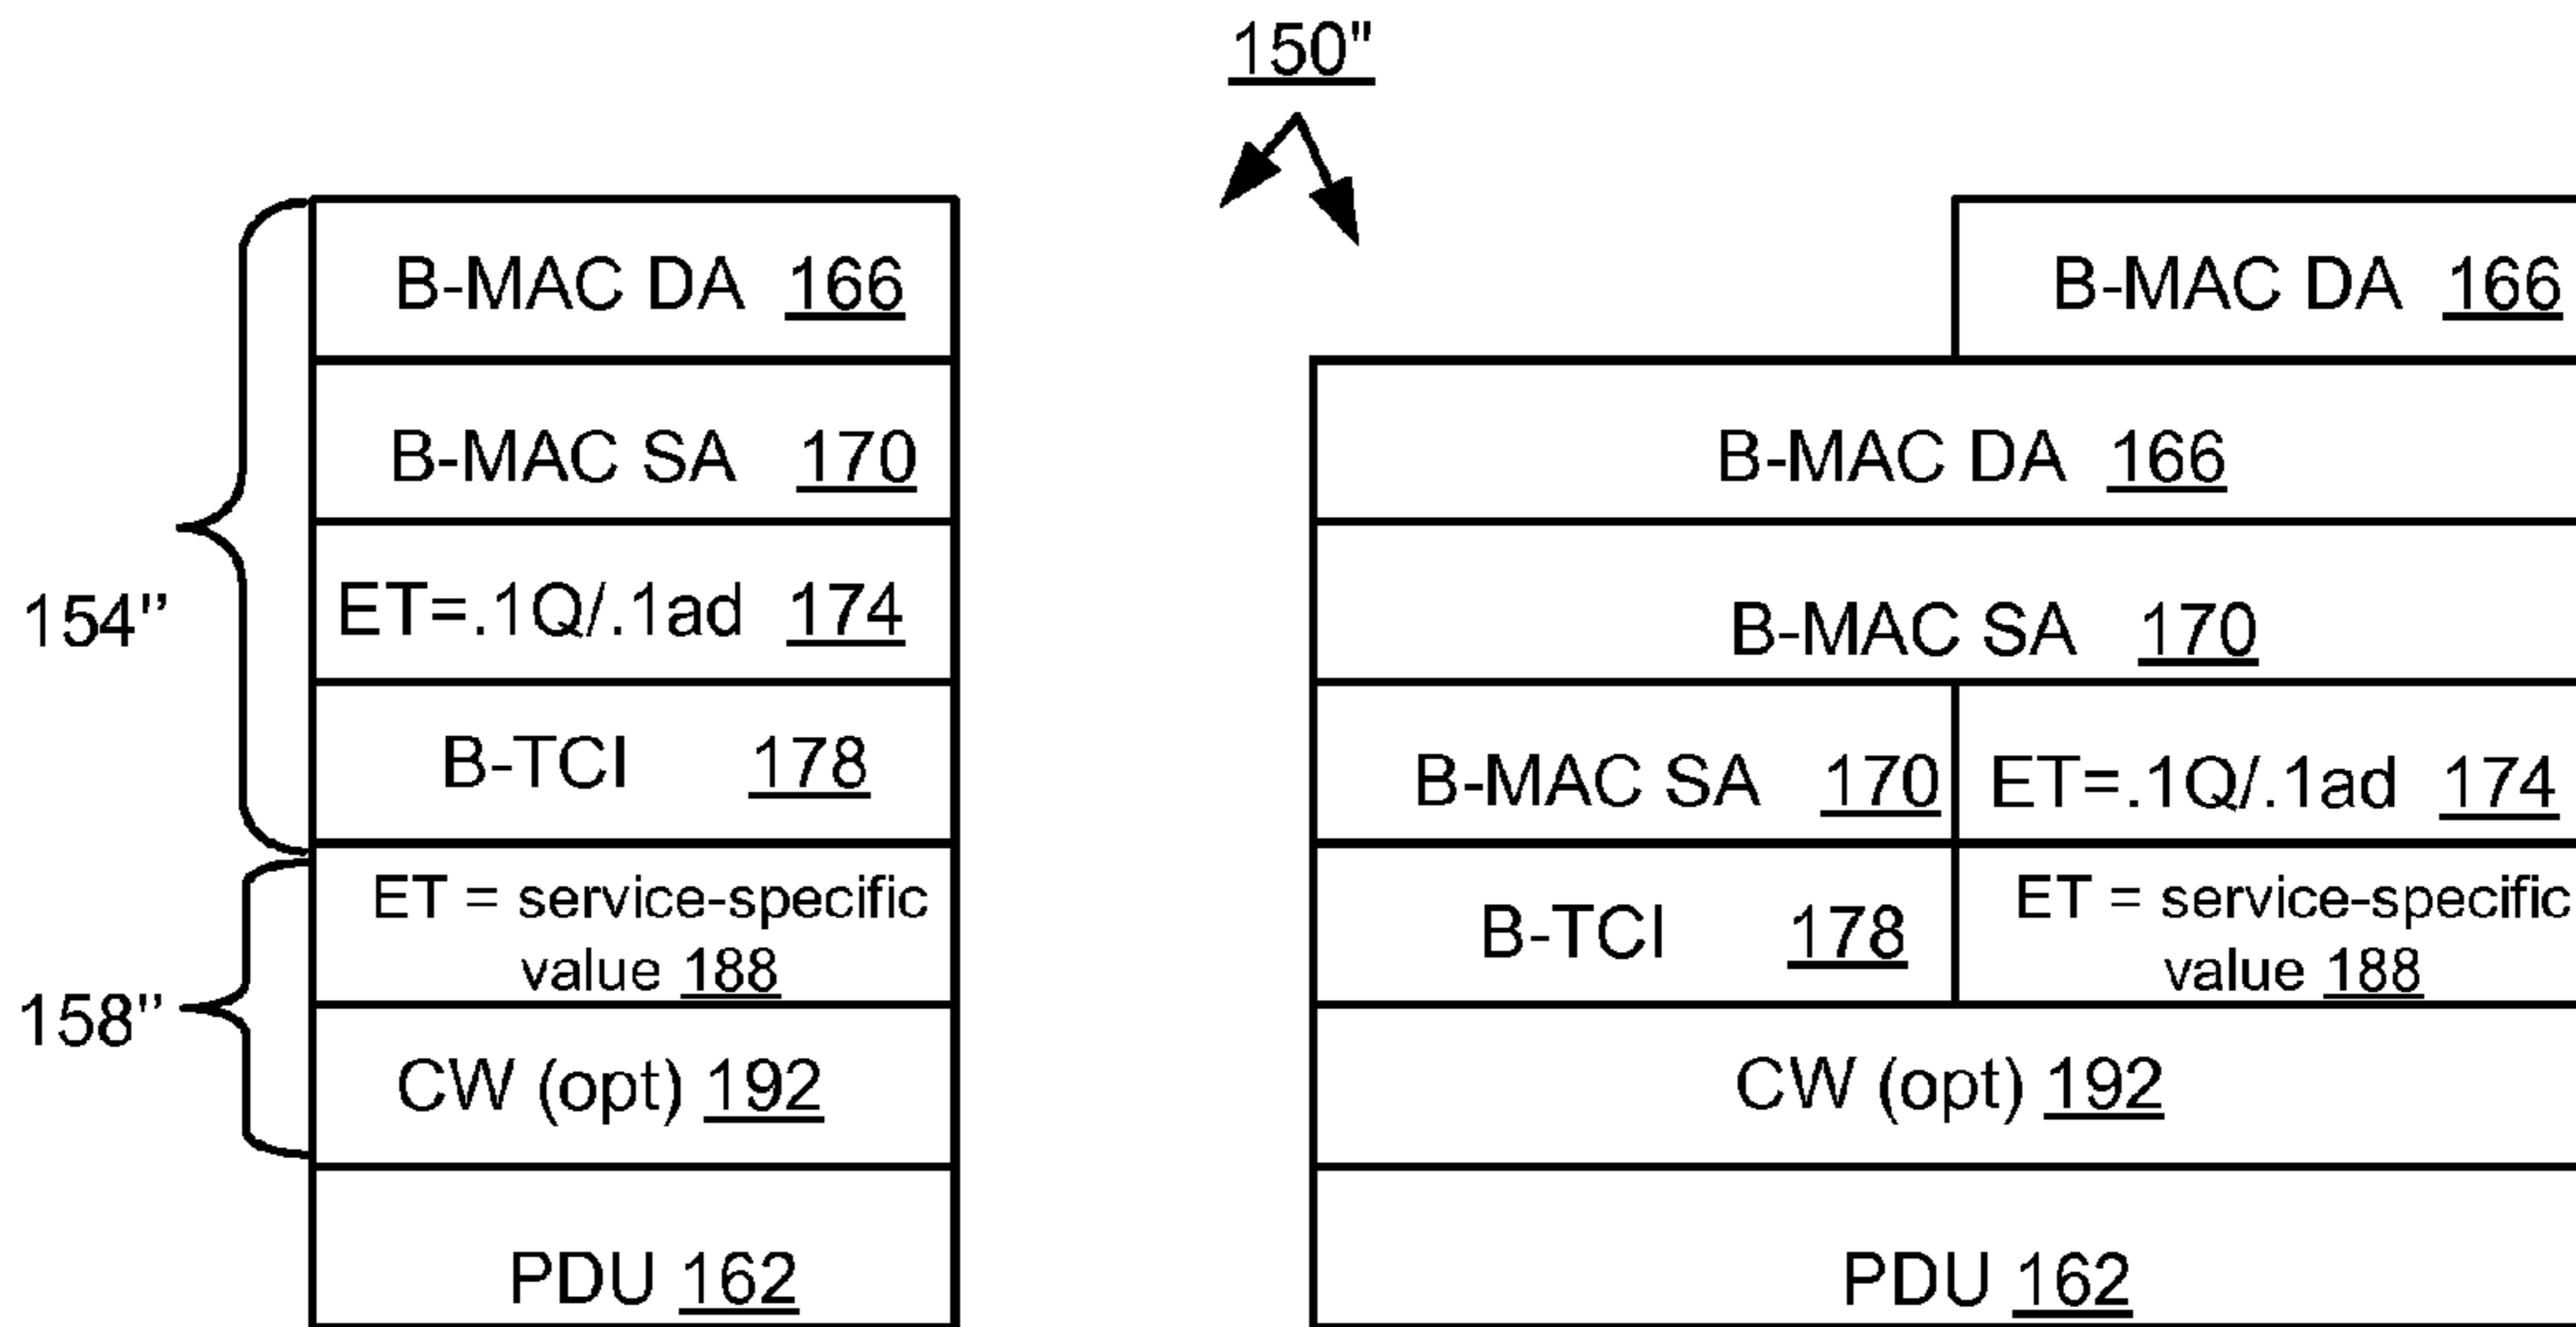 150"
B-MAC DA 166
B-MAC SA 170
ET=.1Q/.1ad 174
B-TCI 178
154''
ET = service-specific
value 188
CW (opt) 192
158''
PDU 162
B-MAC DA 166
B-MAC DA 166
B-MAC SA 170
B-MAC SA 170
ET=.1Q/.1ad 174
B-TCI 178
ET = service-specific
value 188
CW (opt) 192
PDU 162